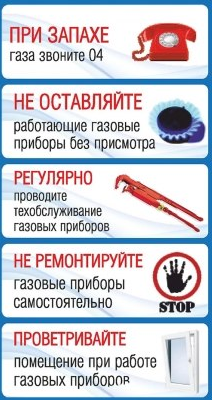 ПРИ ЗАПАХЕ
газа звоните 04
НЕ ОСТАВЛЯЙТЕ
работающие газовые
приборы без присмотра
РЕГУЛЯРНО
проводите
техобслуживание
газовых приборов
НЕ РЕМОНТИРУЙТЕ
газовые приборы
самостоятельно
STOP
ПРОВЕТРИВАЙТЕ
помещение при работе
газовых приборов